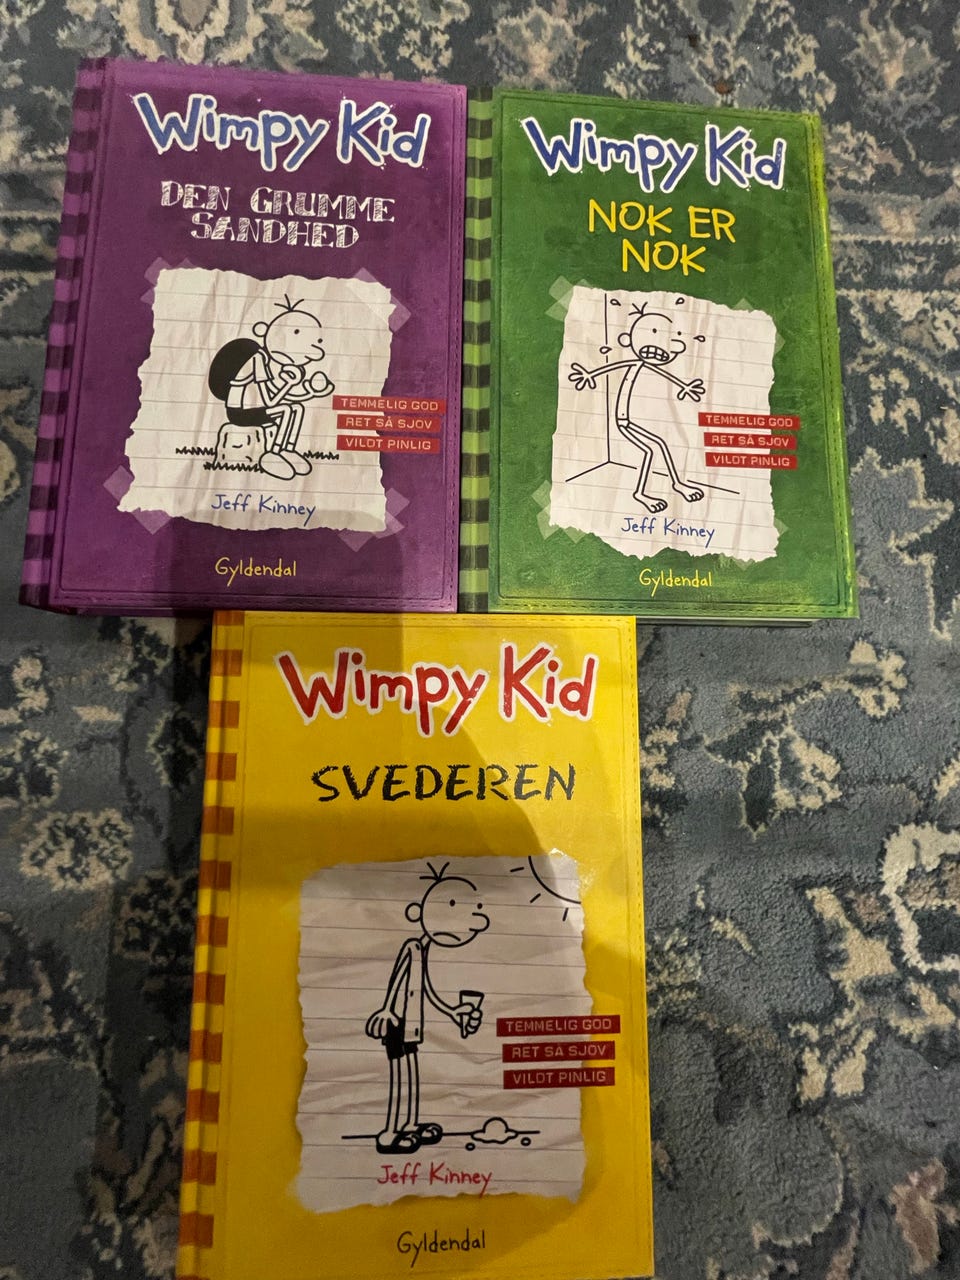 Wimpy Kid
DEN GRUMME
SANDHED
TEMMELIG GOD
RET SÅ SJOV
VILDT PINLIG
Jeff Kinney
Gyldendal
Wimpy Kid
NOK ER
NOK
TEMMELIG GOD
RET SÅ SJOV
VILDT PINLIG
Jeff Kinney
Gyldendal
Wimpy Kid
SVEDEREN
TEMMELIG GOD
RET SÅ SJOV
VILDT PINLIG
Jeff Kinney
Gyldendal